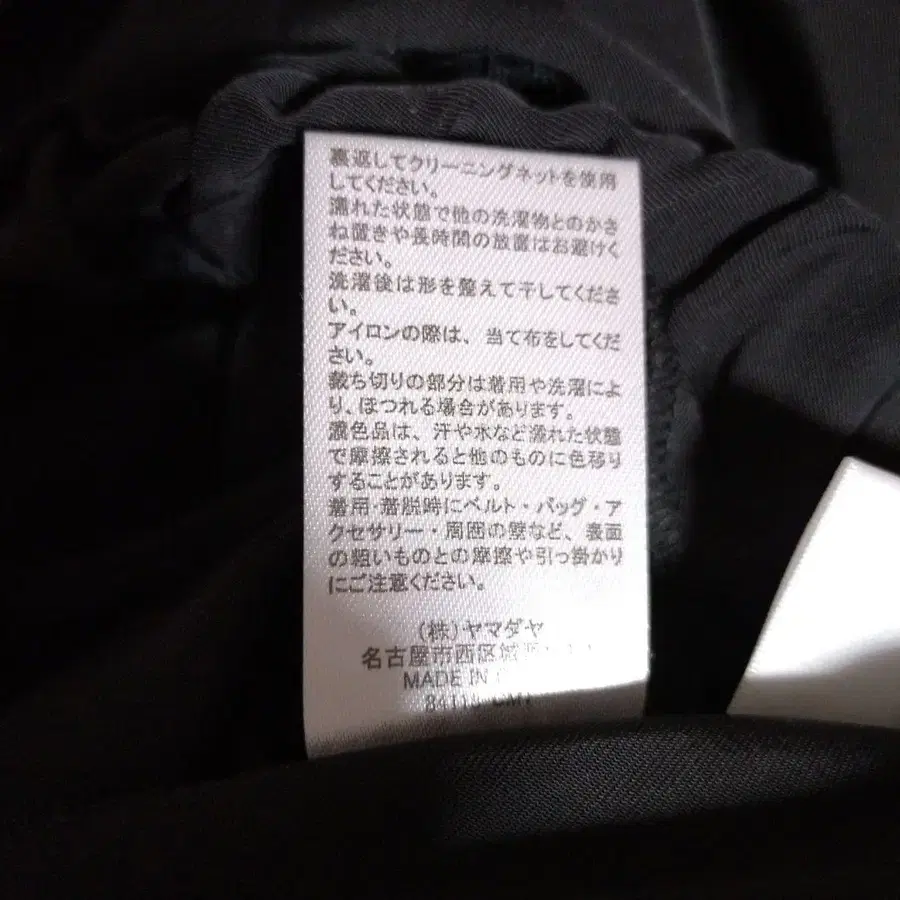 裏返してクリーニングネットを使用
してください。
濡れた状態で他の洗濯物とのかさ
ね置きや長時間の放置はお避けく
ださい。
洗濯後は形を整えて干してくださ
い。
アイロンの際は、当て布をしてくだ
さい。
裁ち切りの部分は着用や洗濯によ
り、ほつれる場合があります。
濃色品は、汗や水など濡れた状態
で摩擦されると他のものに色移り
することがあります。
着用・着脱時にベルト・バッグ・ア
クセサリー・周囲の壁など、表面
の粗いものとの摩擦や引っ掛かり
にご注意ください。
(株)ヤマダヤ
名古屋市西区
MADE IN